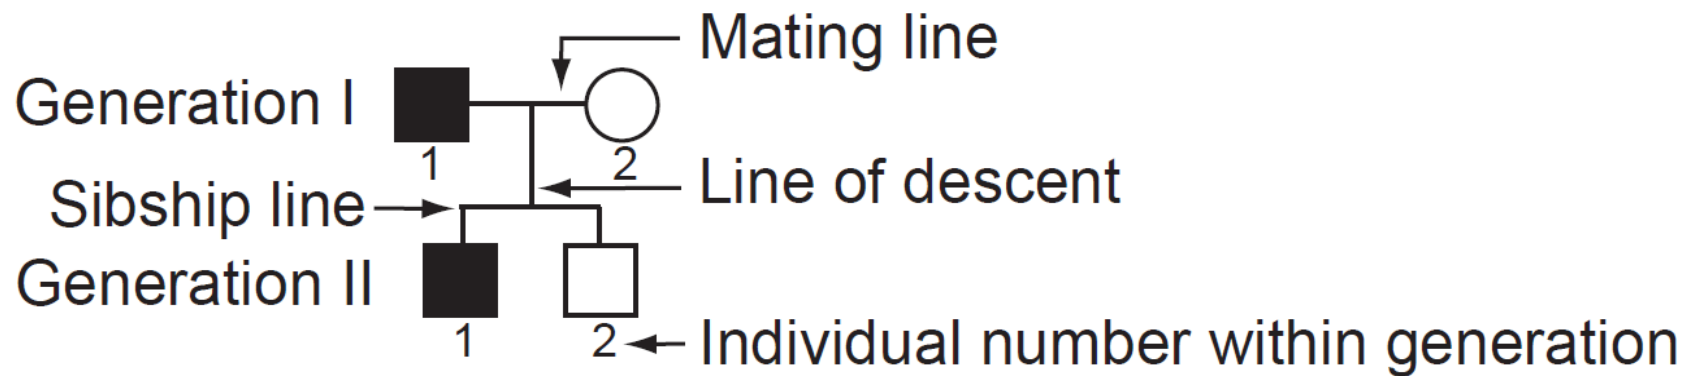 Mating line
Generation I
1
2
Line of descent
Sibship line
Generation II
1
2
Individual number within generation